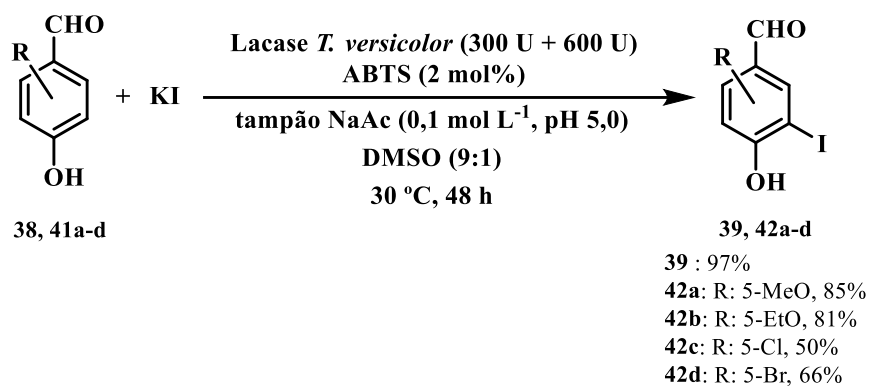 CHO
R
OH
38, 41a-d
+ KI
Lacase T. versicolor (300 U + 600 U)
ABTS (2 mol%)
tampão NaAc (0,1 mol L-1, pH 5,0)
DMSO (9:1)
30 ºC, 48 h
CHO
R
I
OH
39, 42a-d
39 : 97%
42a: R: 5-MeO, 85%
42b: R: 5-EtO, 81%
42c: R: 5-Cl, 50%
42d: R: 5-Br, 66%